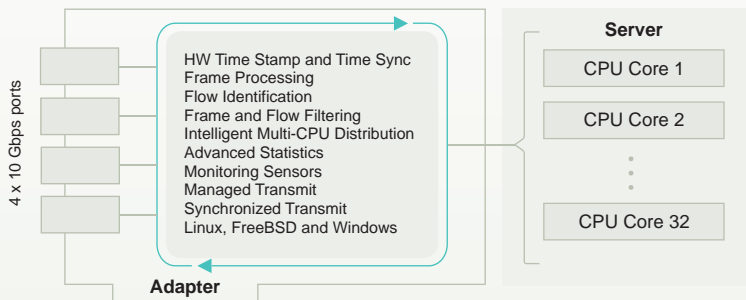 4 x 10 Gbps ports
HW Time Stamp and Time Sync
Frame Processing
Flow Identification
Frame and Flow Filtering
Intelligent Multi-CPU Distribution
Advanced Statistics
Monitoring Sensors
Managed Transmit
Synchronized Transmit
Linux, FreeBSD and Windows
Adapter
Server
CPU Core 1
CPU Core 2
CPU Core 32